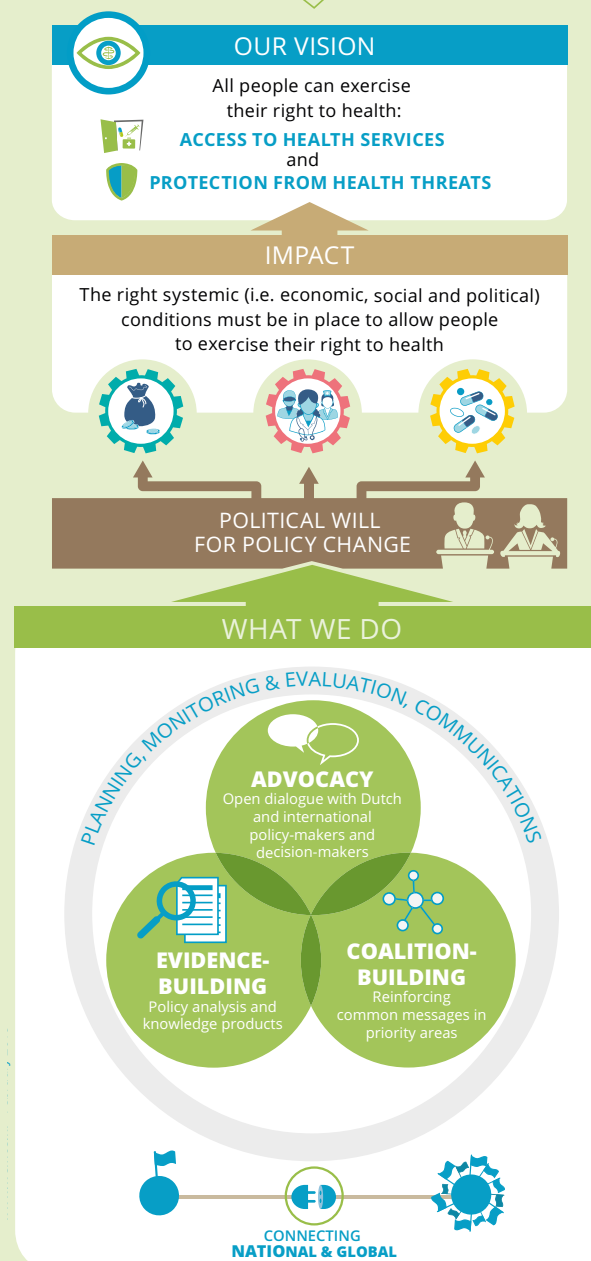 OUR VISION
All people can exercise
their right to health:
ACCESS TO HEALTH SERVICES
and
PROTECTION FROM HEALTH THREATS
IMPACT
The right systemic (i.e. economic, social and political)
conditions must be in place to allow people
to exercise their right to health
POLITICAL WILL
FOR POLICY CHANGE
WHAT WE DO
PLANNING, MONITORING & EVALUATION, COMMUNICATIONS
ADVOCACY
Open dialogue with Dutch
and international
policy-makers and
decision-makers
EVIDENCE-
BUILDING
Policy analysis and
knowledge products
COALITION-
BUILDING
Reinforcing
common messages in
priority areas
CONNECTING
NATIONAL & GLOBAL